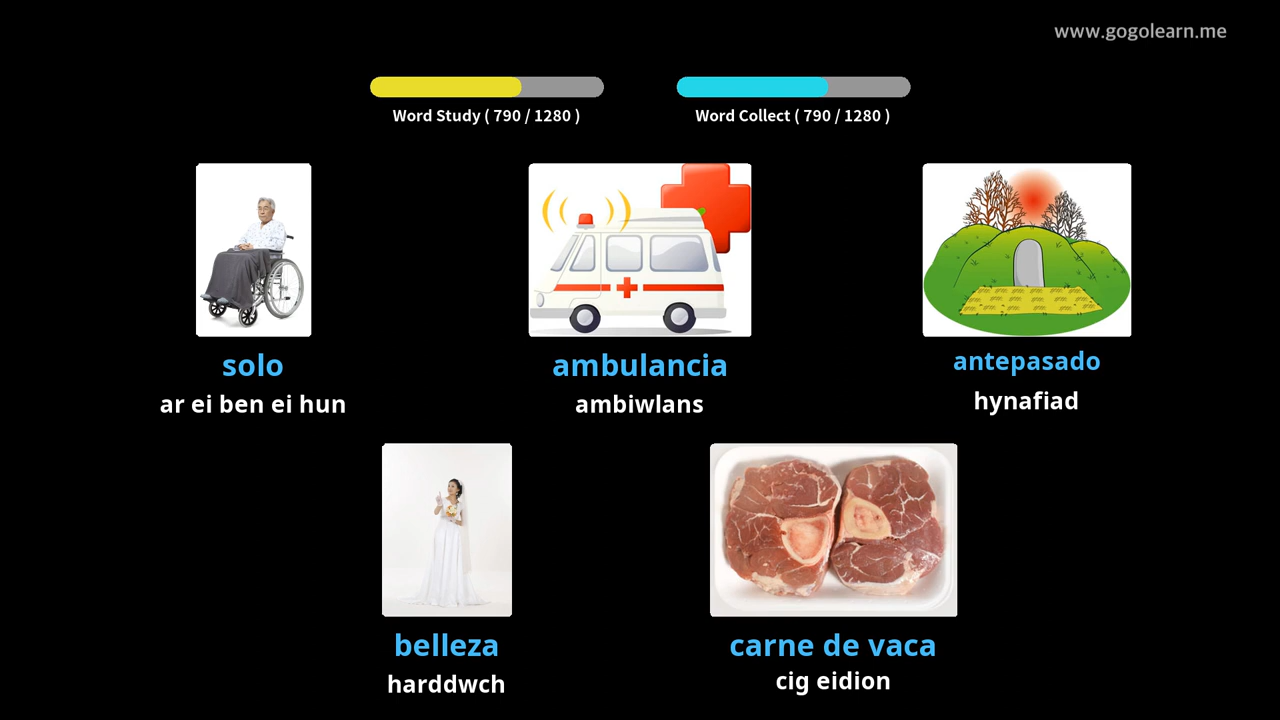 www.gogolearn.me
Word Study ( 790 / 1280 )
Word Collect ( 790 / 1280 )
solo
ambulancia
antepasado
ar ei ben ei hun
ambiwlans
hynafiad
belleza
carne de vaca
harddwch
cig eidion